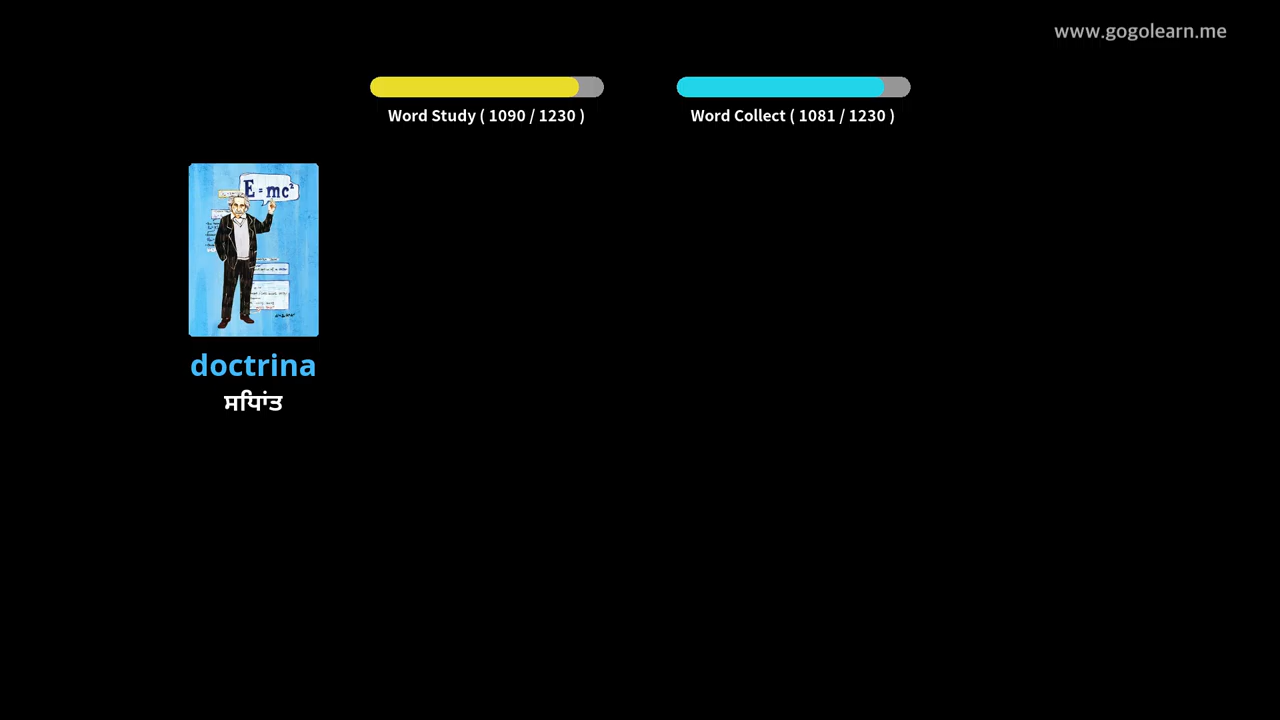 www.gogolearn.me
Word Study ( 1090 / 1230 )
Word Collect ( 1081 / 1230 )
E = mc²
doctrina
ਸਿਧਾਂਤ